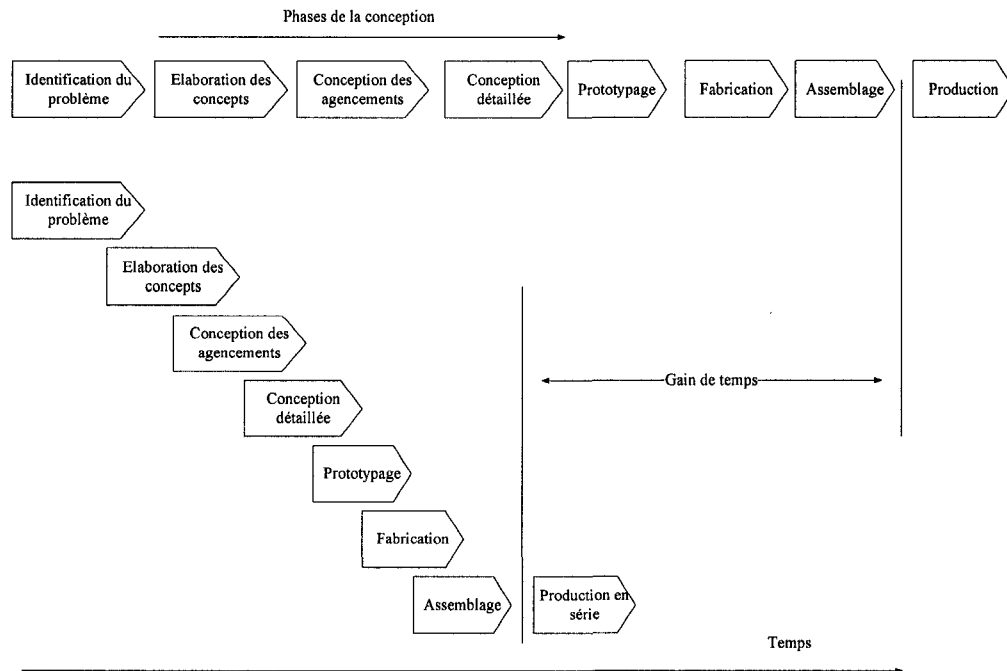 Phases de la conception
Identification du
problème
Elaboration des
concepts
Conception des
agencements
Conception
détaillée
Prototypage
Fabrication
Assemblage
Production
Identification du
problème
Elaboration des
concepts
Conception des
agencements
Conception
détaillée
Prototypage
Fabrication
Assemblage
Production en
série
Gain de temps
Temps